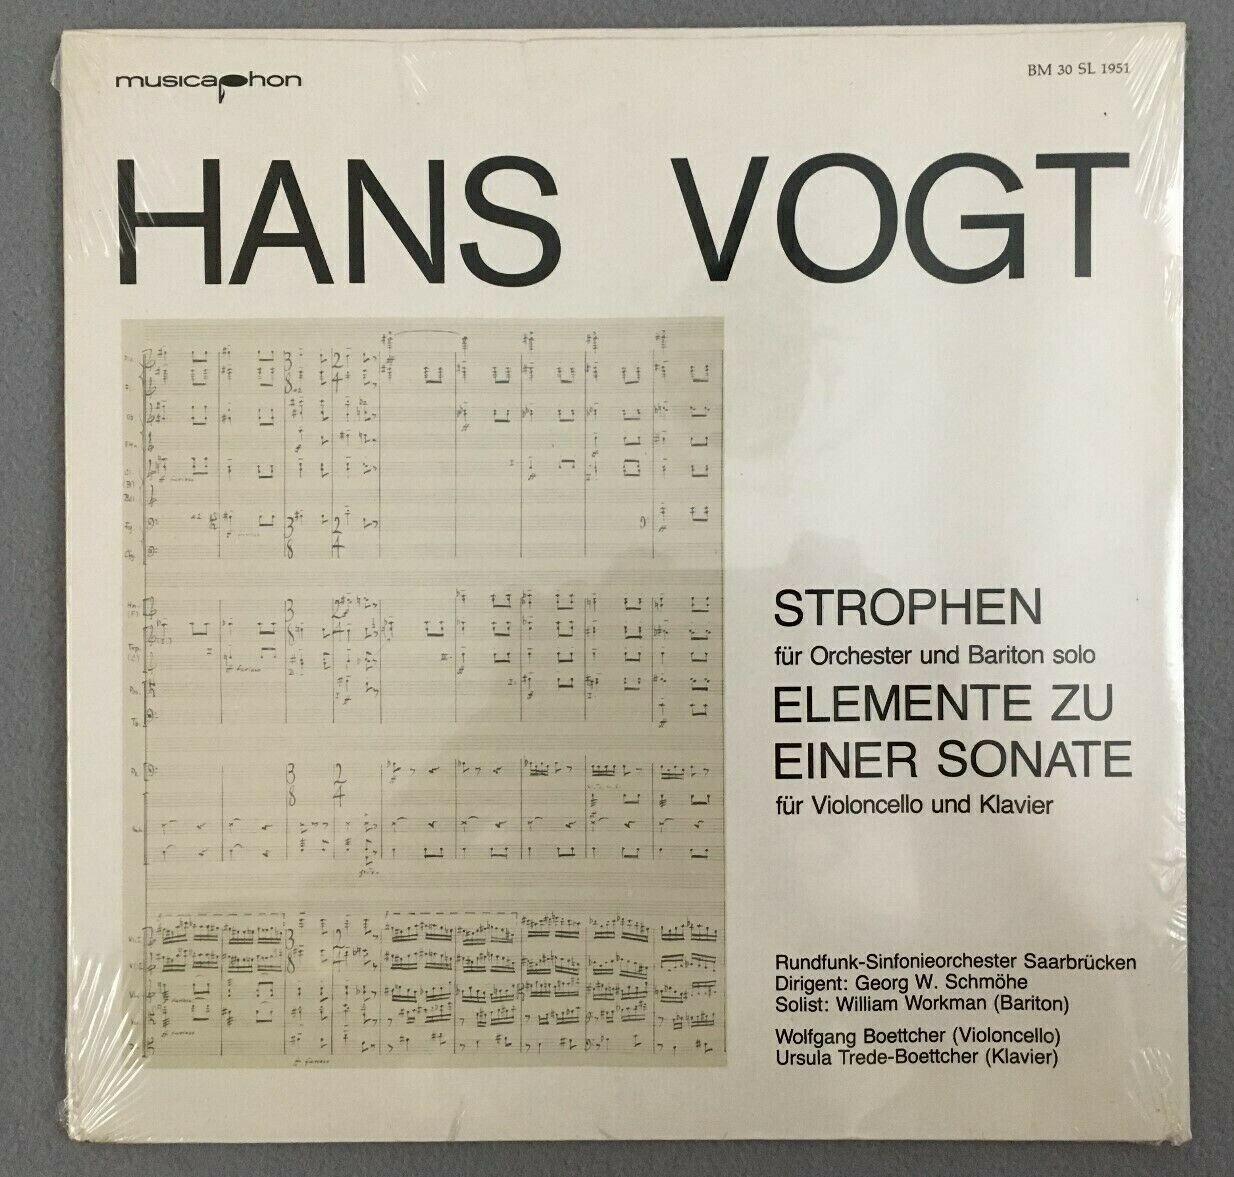 musicaphon
BM 30 SL 1951
HANS VOGT
STROPHEN
für Orchester und Bariton solo
ELEMENTE ZU
EINER SONATE
für Violoncello und Klavier
Rundfunk-Sinfonieorchester Saarbrücken
Dirigent: Georg W. Schmöhe
Solist: William Workman (Bariton)
Wolfgang Boettcher (Violoncello)
Ursula Trede-Boettcher (Klavier)